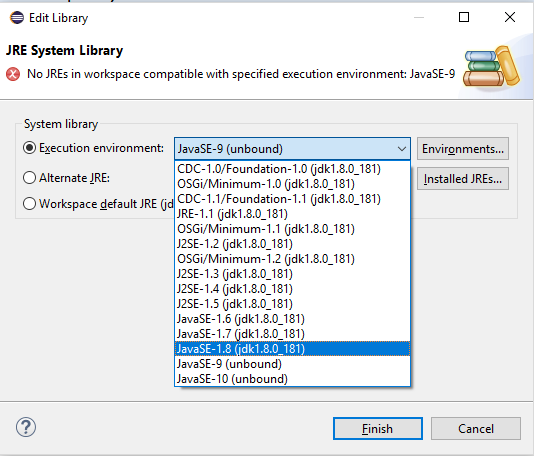 Edit Library
JRE System Library
No JREs in workspace compatible with specified execution environment: JavaSE-9
System library
Execution environment: JavaSE-9 (unbound) Environments...
CDC-1.0/Foundation-1.0 (jdk1.8.0_181)
Alternate JRE: OSGi/Minimum-1.0 (jdk1.8.0_181) Installed JREs...
CDC-1.1/Foundation-1.1 (jdk1.8.0_181)
Workspace default JRE (jd JRE-1.1 (jdk1.8.0_181)
OSGi/Minimum-1.1 (jdk1.8.0_181)
J2SE-1.2 (jdk1.8.0_181)
OSGi/Minimum-1.2 (jdk1.8.0_181)
J2SE-1.3 (jdk1.8.0_181)
J2SE-1.4 (jdk1.8.0_181)
J2SE-1.5 (jdk1.8.0_181)
JavaSE-1.6 (jdk1.8.0_181)
JavaSE-1.7 (jdk1.8.0_181)
JavaSE-1.8 (jdk1.8.0_181)
JavaSE-9 (unbound)
JavaSE-10 (unbound)
? Finish Cancel